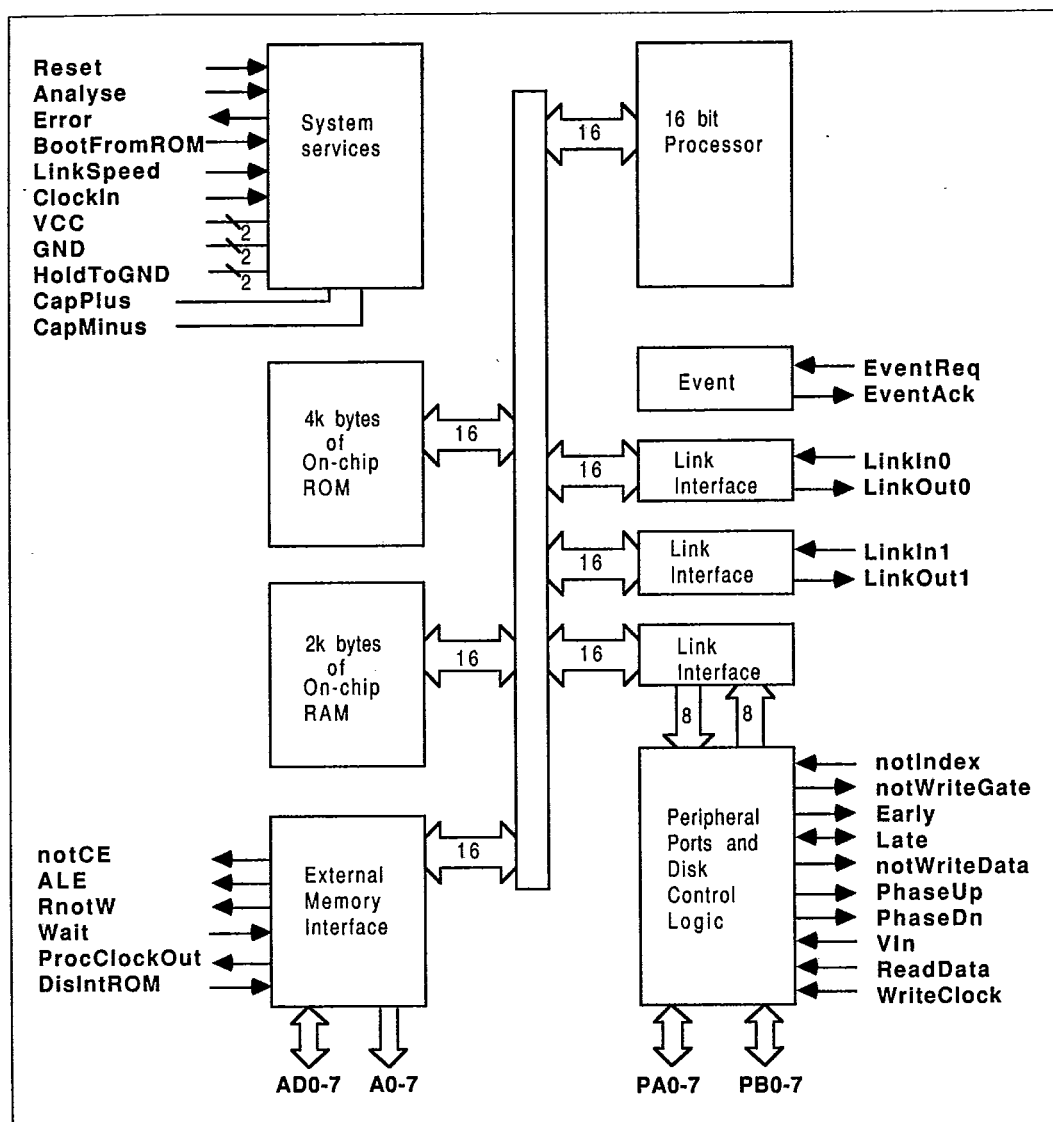 Reset
Analyse
Error
BootFromROM
LinkSpeed
ClockIn
VCC
2
GND
2
HoldToGND
2
CapPlus
CapMinus
System
services
16
16 bit
Processor
Event
EventReq
EventAck
4k bytes
of
On-chip
ROM
16
16
Link
Interface
LinkIn0
LinkOut0
16
Link
Interface
LinkIn1
LinkOut1
2k bytes
of
On-chip
RAM
16
16
Link
Interface
8
8
notCE
ALE
RnotW
Wait
ProcClockOut
DisIntROM
External
Memory
Interface
16
AD0-7
A0-7
Peripheral
Ports and
Disk
Control
Logic
notIndex
notWriteGate
Early
Late
notWriteData
PhaseUp
PhaseDn
VIn
ReadData
WriteClock
PA0-7
PB0-7